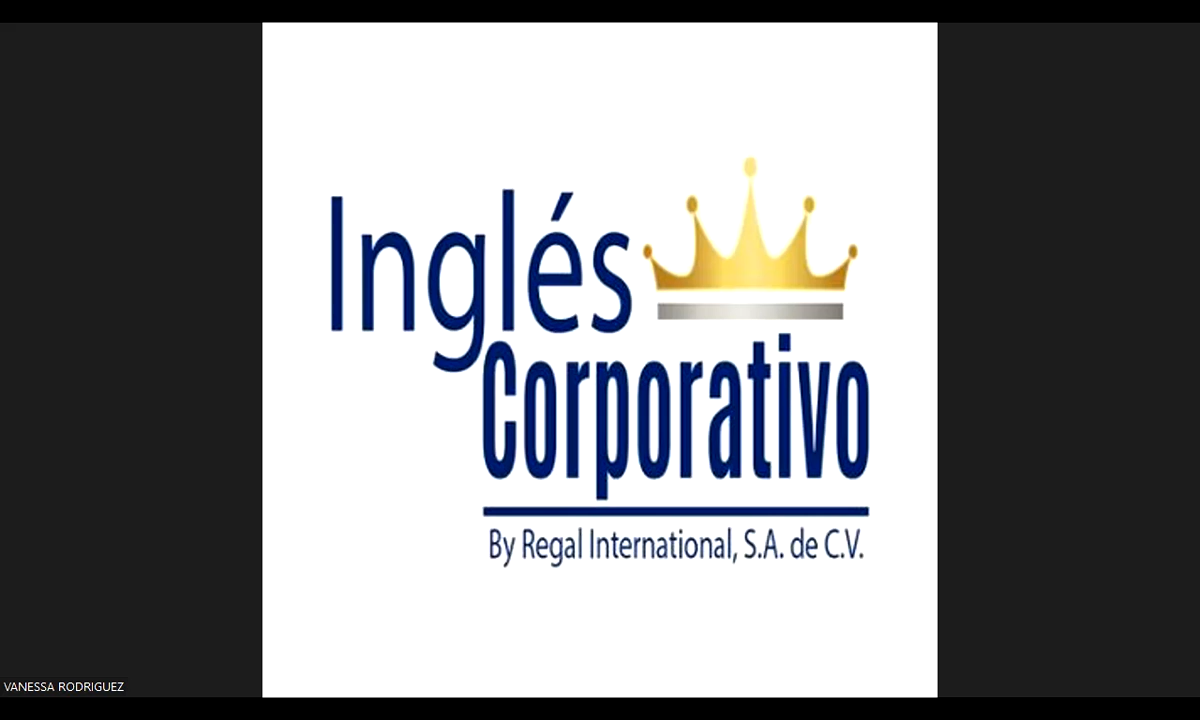 Inglés
Corporativo
By Regal International, S.A. de C.V.
VANESSA RODRIGUEZ